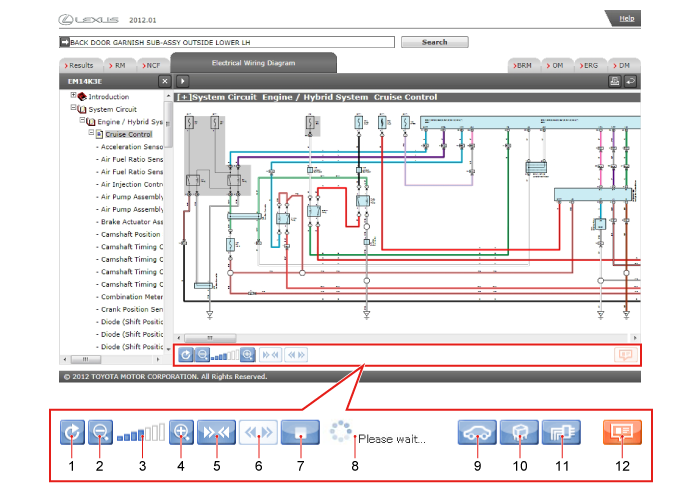 LEXUS 2012.01 Help
BACK DOOR GARNISH SUB-ASSY OUTSIDE LOWER LH Search
Results RM NCF Electrical Wiring Diagram BRM OM ERG DM
EM14K3E
Introduction
System Circuit
Engine / Hybrid Sys
Cruise Control
- Acceleration Senso
- Air Fuel Ratio Sens
- Air Fuel Ratio Sens
- Air Injection Contr
- Air Pump Assembly
- Air Pump Assembly
- Brake Actuator Ass
- Camshaft Position
- Camshaft Timing C
- Camshaft Timing C
- Camshaft Timing C
- Camshaft Timing C
- Combination Meter
- Crank Position Sen
- Diode (Shift Positic
- Diode (Shift Positic
- Diode (Shift Positic
[+]System Circuit Engine / Hybrid System Cruise Control
© 2012 TOYOTA MOTOR CORPORATION. All Rights Reserved.
Please wait...
1 2 3 4 5 6 7 8 9 10 11 12